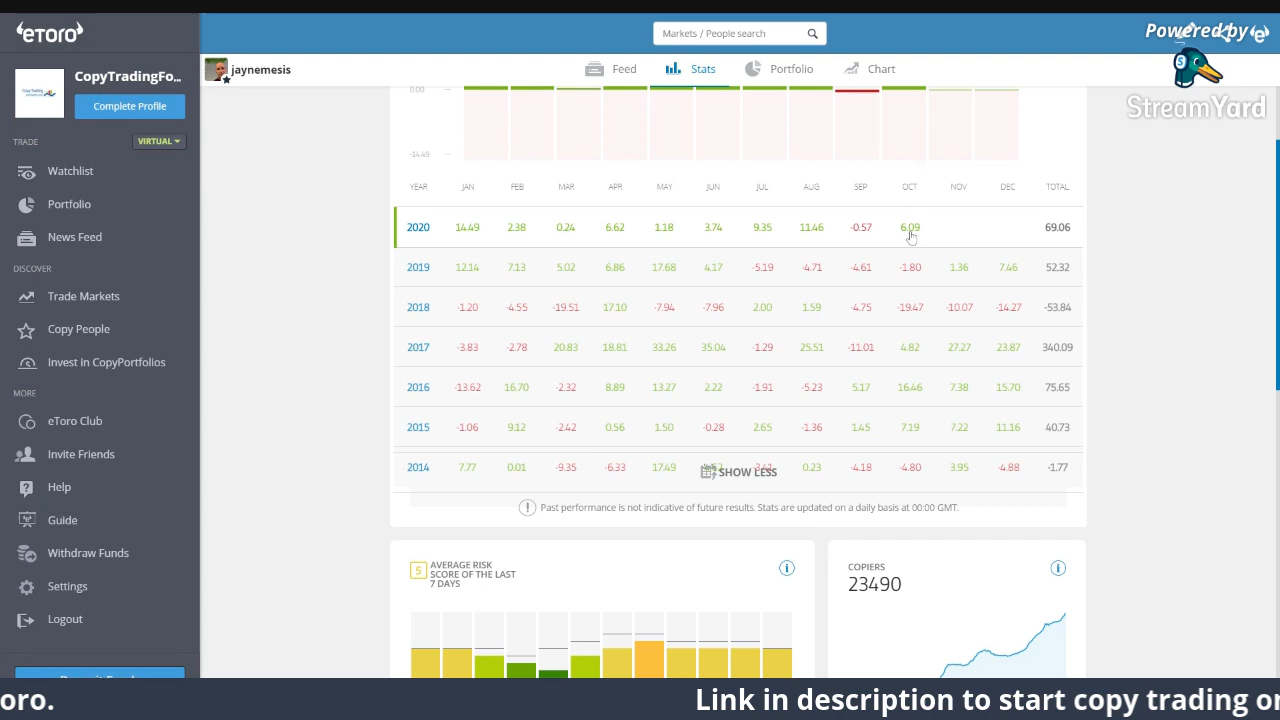 eToro
Markets / People search
Powered by
StreamYard
CopyTradingFo...
Complete Profile
jaynemesis
Feed
Stats
Portfolio
Chart
TRADE
VIRTUAL
Watchlist
Portfolio
News Feed
DISCOVER
Trade Markets
Copy People
Invest in CopyPortfolios
MORE
eToro Club
Invite Friends
Help
Guide
Withdraw Funds
Settings
Logout
0.00
-14.49
YEAR JAN FEB MAR APR MAY JUN JUL AUG SEP OCT NOV DEC TOTAL
2020 14.49 2.38 0.24 6.62 1.18 3.74 9.35 11.46 -0.57 6.09 69.06
2019 12.14 7.13 5.02 6.86 17.68 4.17 -5.19 -4.71 -4.61 -1.80 1.36 7.46 52.32
2018 -1.20 -4.55 -19.51 17.10 -7.94 -7.96 2.00 1.59 -4.75 -19.47 -10.07 -14.27 -53.84
2017 -3.83 -2.78 20.83 18.81 33.26 35.04 -1.29 25.51 -11.01 4.82 27.27 23.87 340.09
2016 -13.62 16.70 -2.32 8.89 13.27 2.22 -1.91 -5.23 5.17 16.46 7.38 15.70 75.65
2015 -1.06 9.12 -2.42 0.56 1.50 -0.28 2.65 -1.36 1.45 7.19 7.22 11.16 40.73
2014 7.77 0.01 -9.35 -6.33 17.49 0.23 -4.18 -4.80 3.95 -4.88 -1.77
SHOW LESS
Past performance is not indicative of future results. Stats are updated on a daily basis at 00:00 GMT.
5
AVERAGE RISK
SCORE OF THE LAST
7 DAYS
COPIERS
23490
oro.
Link in description to start copy trading